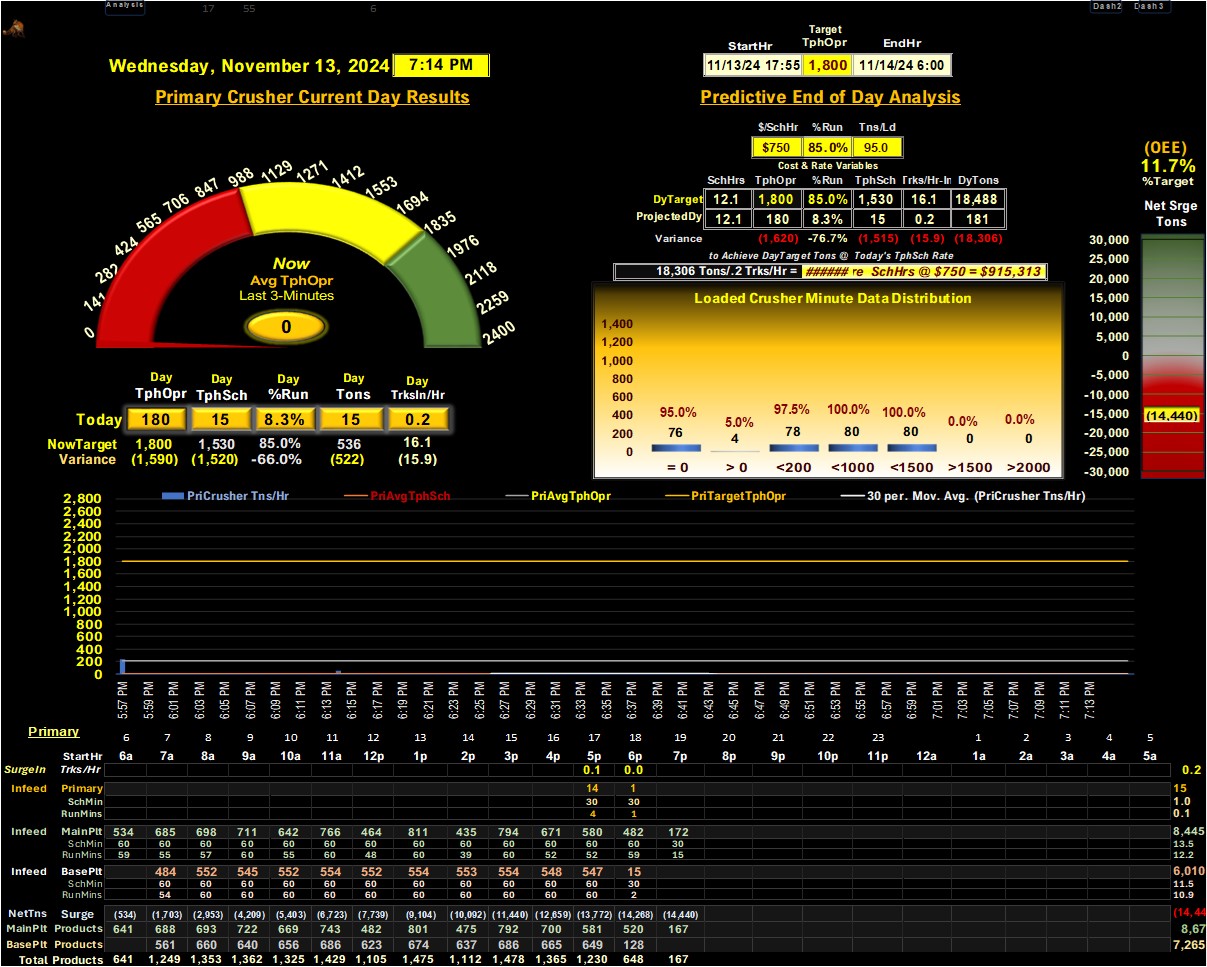 Analysis 17 55 6 Dash2 Dash3
Target
StartHr TphOpr EndHr
Wednesday, November 13, 2024 7:14 PM 11/13/24 17:55 1,800 11/14/24 6:00
Primary Crusher Current Day Results
Predictive End of Day Analysis
$/SchHr %Run Tns/Ld
$750 85.0% 95.0
Cost & Rate Variables
SchHrs TphOpr %Run TphSch Trks/Hr-In DyTons
DyTarget 12.1 1,800 85.0% 1,530 16.1 18,488
ProjectedDy 12.1 180 8.3% 15 0.2 181
Variance (1,620) -76.7% (1,515) (15.9) (18,306)
to Achieve DayTarget Tons @ Today's TphSch Rate
18,306 Tons/.2 Trks/Hr = ###### re SchHrs @ $750 = $915,313
(OEE)
11.7%
%Target
Net Srge
Tons
30,000
25,000
20,000
15,000
10,000
5,000
0
-5,000
-10,000
-15,000
(14,440)
-20,000
-25,000
-30,000
0
141
282
424
565
706
847
988
1129
1271
1412
1553
1694
1835
1976
2118
2259
2400
Now
Avg TphOpr
Last 3-Minutes
0
Loaded Crusher Minute Data Distribution
1,400
1,200
1,000
800
600
400
200
0
95.0% 5.0% 97.5% 100.0% 100.0% 0.0% 0.0%
76 4 78 80 80 0 0
= 0 > 0 <200 <1000 <1500 >1500 >2000
Day Day Day Day Day
TphOpr TphSch %Run Tons TrksIn/Hr
Today 180 15 8.3% 15 0.2
NowTarget 1,800 1,530 85.0% 536 16.1
Variance (1,590) (1,520) -66.0% (522) (15.9)
PriCrusher Tns/Hr PriAvgTphSch PriAvgTphOpr PriTargetTphOpr 30 per. Mov. Avg. (PriCrusher Tns/Hr)
2,800
2,600
2,400
2,200
2,000
1,800
1,600
1,400
1,200
1,000
800
600
400
200
0
5:57 PM 5:59 PM 6:01 PM 6:03 PM 6:05 PM 6:07 PM 6:09 PM 6:11 PM 6:13 PM 6:15 PM 6:17 PM 6:19 PM 6:21 PM 6:23 PM 6:25 PM 6:27 PM 6:29 PM 6:31 PM 6:33 PM 6:35 PM 6:37 PM 6:39 PM 6:41 PM 6:43 PM 6:45 PM 6:47 PM 6:49 PM 6:51 PM 6:53 PM 6:55 PM 6:57 PM 6:59 PM 7:01 PM 7:03 PM 7:05 PM 7:07 PM 7:09 PM 7:11 PM 7:13 PM
Primary
6 7 8 9 10 11 12 13 14 15 16 17 18 19 20 21 22 23 1 2 3 4 5
StartHr 6a 7a 8a 9a 10a 11a 12p 1p 2p 3p 4p 5p 6p 7p 8p 9p 10p 11p 12a 1a 2a 3a 4a 5a
SurgeIn Trks/Hr 0.1 0.0 0.2
Infeed Primary 14 1 15
SchMin 30 30 1.0
RunMins 4 1 0.1
Infeed MainPlt 534 685 698 711 642 766 464 811 435 794 671 580 482 172 8,445
SchMin 60 60 60 60 60 60 60 60 60 60 60 60 60 30 13.5
RunMins 59 55 57 60 55 60 48 60 39 60 52 52 59 15 12.2
Infeed BasePlt 484 552 545 552 554 552 554 553 554 548 547 15 6,010
SchMin 60 60 60 60 60 60 60 60 60 60 60 30 11.5
RunMins 54 60 60 60 60 60 60 60 60 60 60 2 10.9
NetTns Surge (534) (1,703) (2,953) (4,209) (5,403) (6,723) (7,739) (9,104) (10,092) (11,440) (12,659) (13,772) (14,268) (14,440) (14,44
MainPlt Products 641 688 693 722 669 743 482 801 475 792 700 581 520 167 8,67
BasePlt Products 561 660 640 656 686 623 674 637 686 665 649 128 7,265
Total Products 641 1,249 1,353 1,362 1,325 1,429 1,105 1,475 1,112 1,478 1,365 1,230 648 167